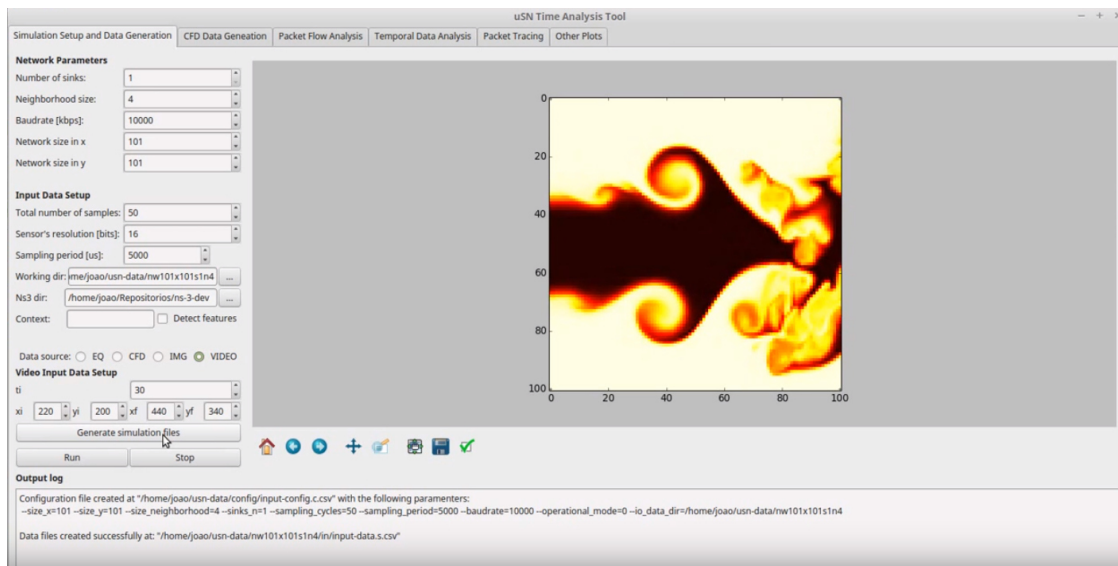 uSN Time Analysis Tool
Simulation Setup and Data Generation CFD Data Geneation Packet Flow Analysis Temporal Data Analysis Packet Tracing Other Plots
Network Parameters
Number of sinks: 1
Neighborhood size: 4
Baudrate [kbps]: 10000
Network size in x 101
Network size in y 101
Input Data Setup
Total number of samples: 50
Sensor's resolution [bits]: 16
Sampling period [us]: 5000
Working dir: me/joao/usn-data/nw101x101s1n4 ...
Ns3 dir: /home/joao/Repositorios/ns-3-dev ...
Context: Detect features
Data source: EQ CFD IMG VIDEO
Video Input Data Setup
ti 30
xi 220 yi 200 xf 440 yf 340
Generate simulation files
Run Stop
0
20
40
60
80
100
0 20 40 60 80 100
Output log
Configuration file created at "/home/joao/usn-data/config/input-config.c.csv" with the following paramenters:
--size_x=101 --size_y=101 --size_neighborhood=4 --sinks_n=1 --sampling_cycles=50 --sampling_period=5000 --baudrate=10000 --operational_mode=0 --io_data_dir=/home/joao/usn-data/nw101x101s1n4
Data files created successfully at: "/home/joao/usn-data/nw101x101s1n4/in/input-data.s.csv"